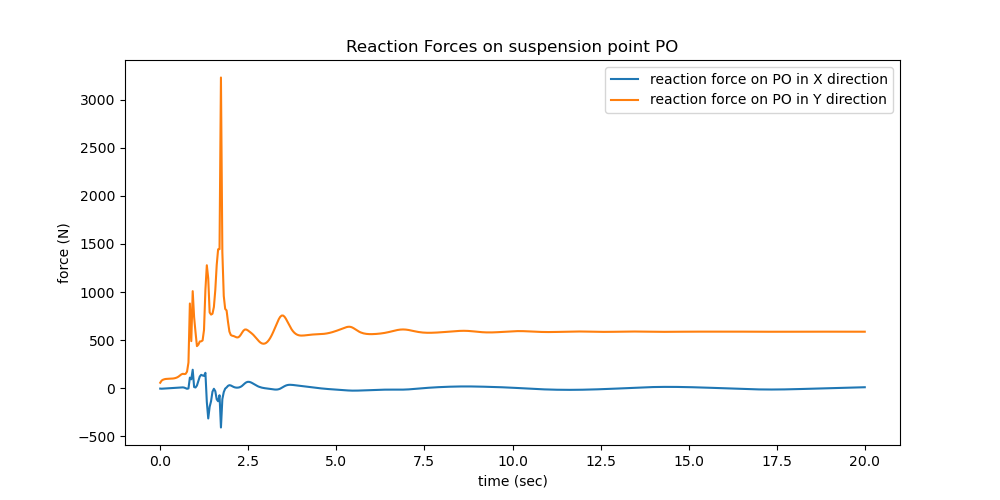 Reaction Forces on suspension point PO
reaction force on PO in X direction
reaction force on PO in Y direction
force (N)
3000
2500
2000
1500
1000
500
0
−500
0.0 2.5 5.0 7.5 10.0 12.5 15.0 17.5 20.0
time (sec)